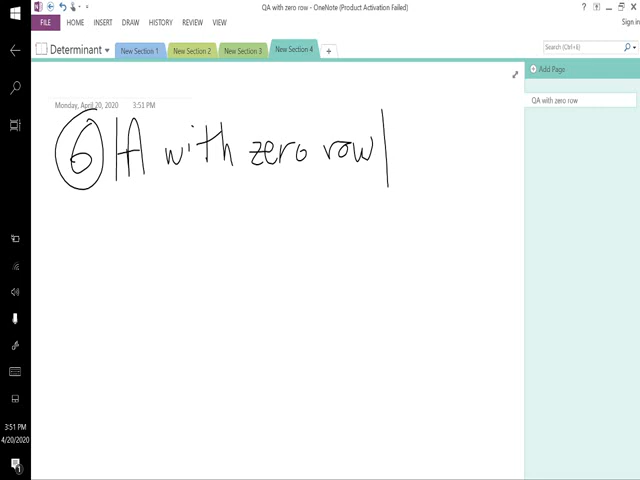 QA with zero row - OneNote (Product Activation Failed)
FILE HOME INSERT DRAW HISTORY REVIEW VIEW Sign in
Determinant New Section 1 New Section 2 New Section 3 New Section 4 + Search (Ctrl+E)
Add Page
QA with zero row
Monday, April 20, 2020 3:51 PM
6 |A with zero row|
3:51 PM
4/20/2020